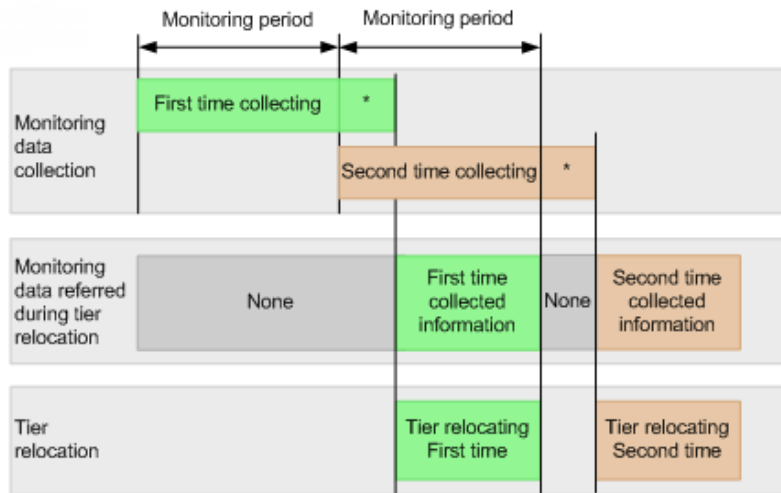 Monitoring period
Monitoring period
Monitoring
data
collection
First time collecting
*
Second time collecting
*
Monitoring
data referred
during tier
relocation
None
First time
collected
information
None
Second time
collected
information
Tier
relocation
Tier relocating
First time
Tier relocating
Second time